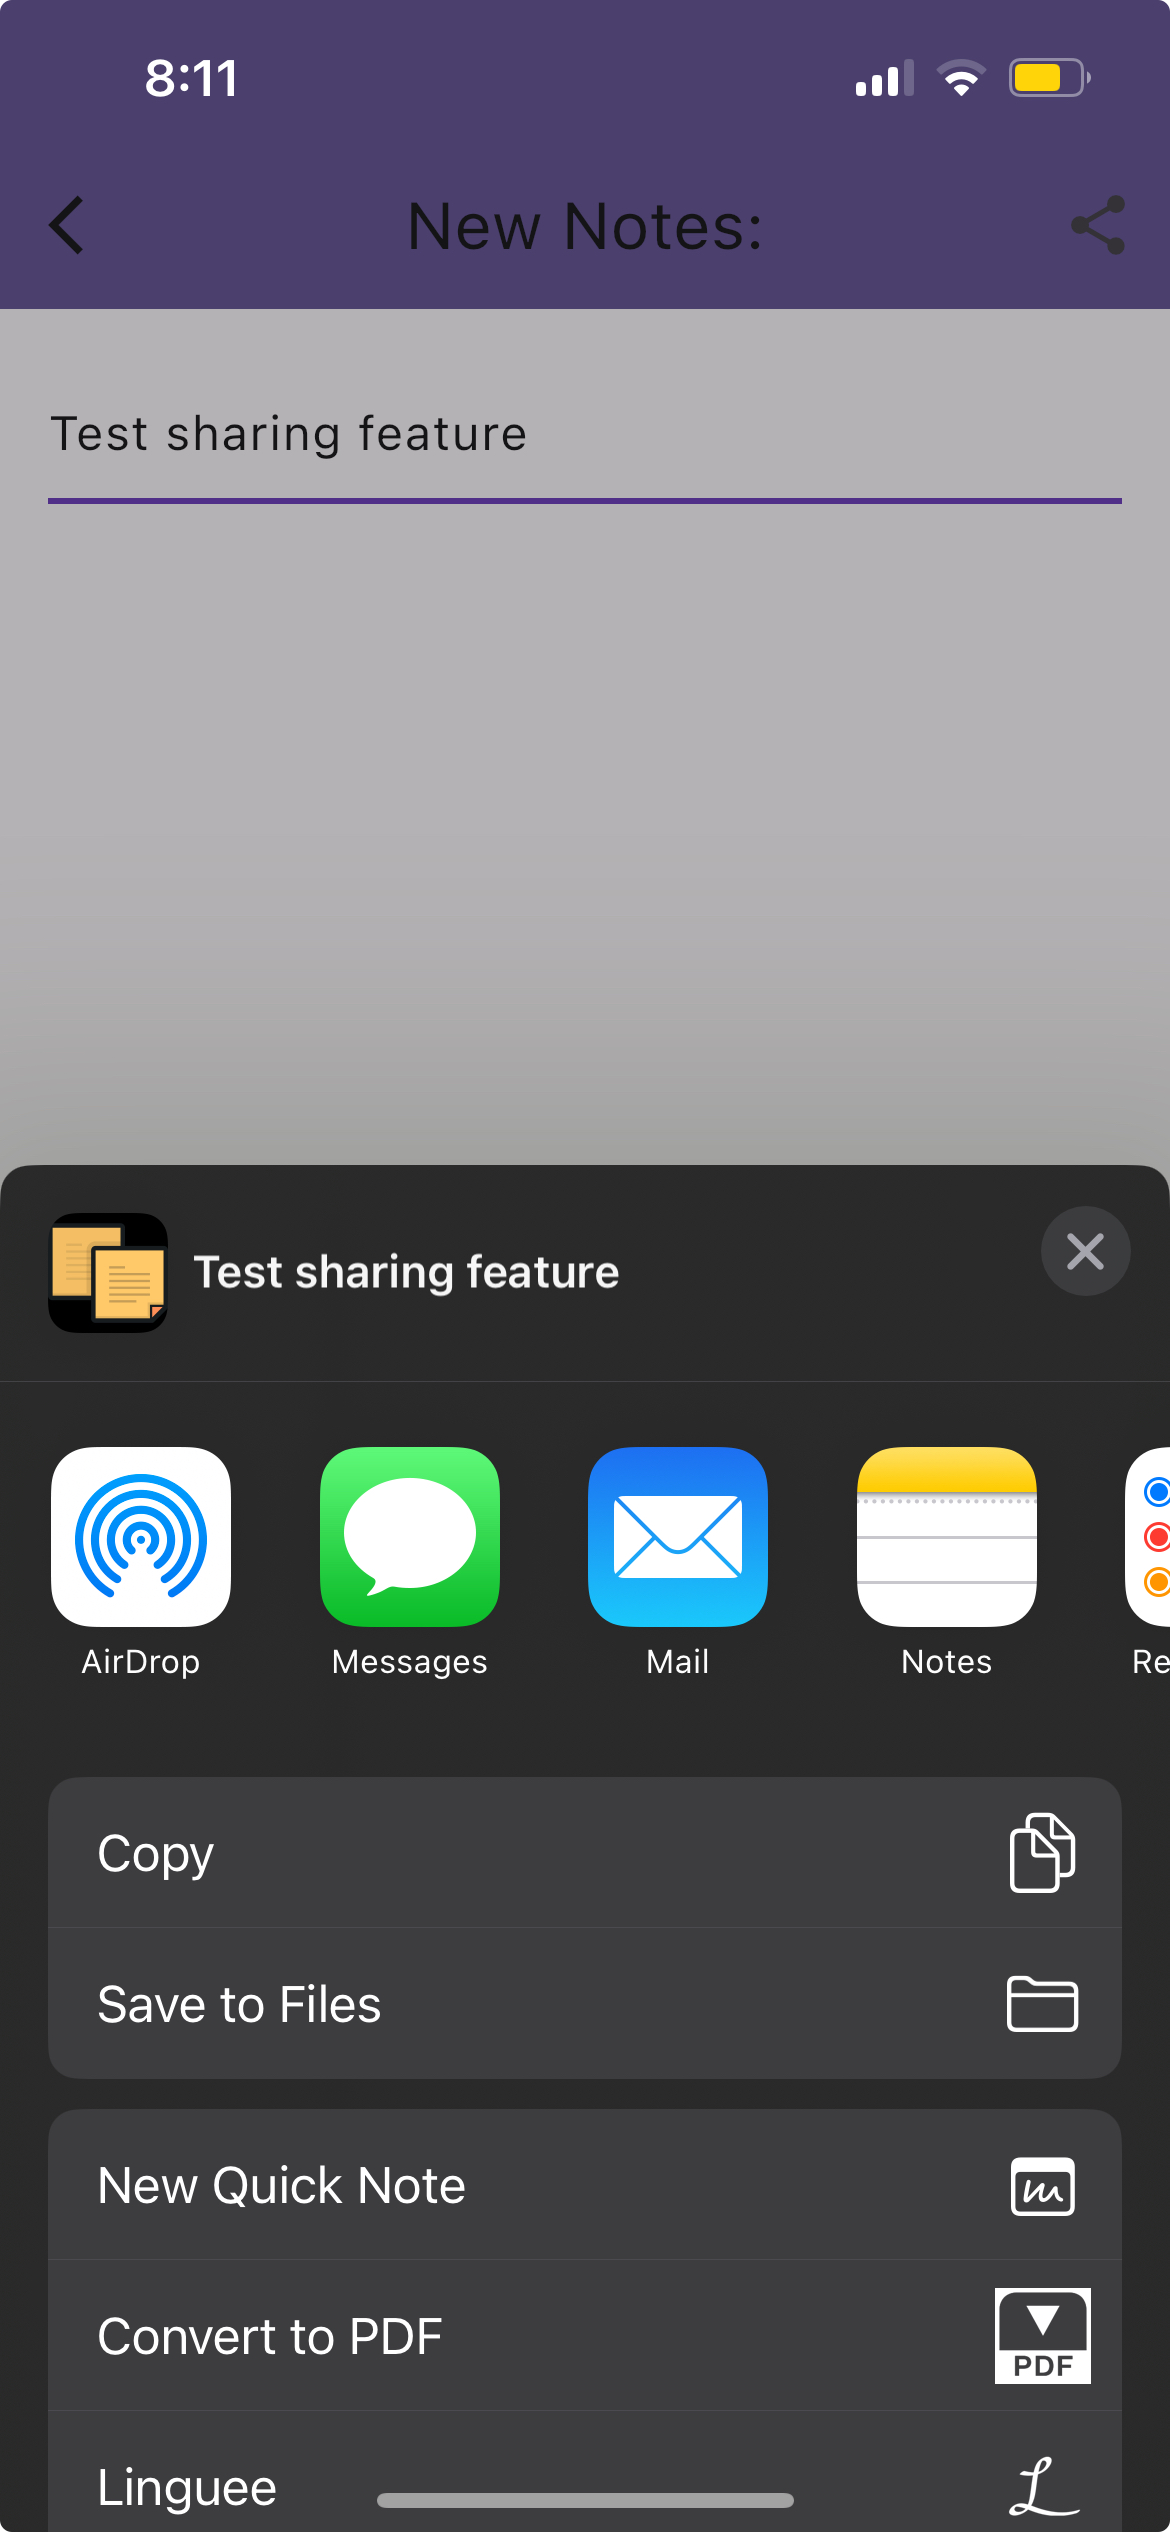 8:11
New Notes:
Test sharing feature
Test sharing feature
AirDrop
Messages
Mail
Notes
Re
Copy
Save to Files
New Quick Note
Convert to PDF
PDF
Linguee